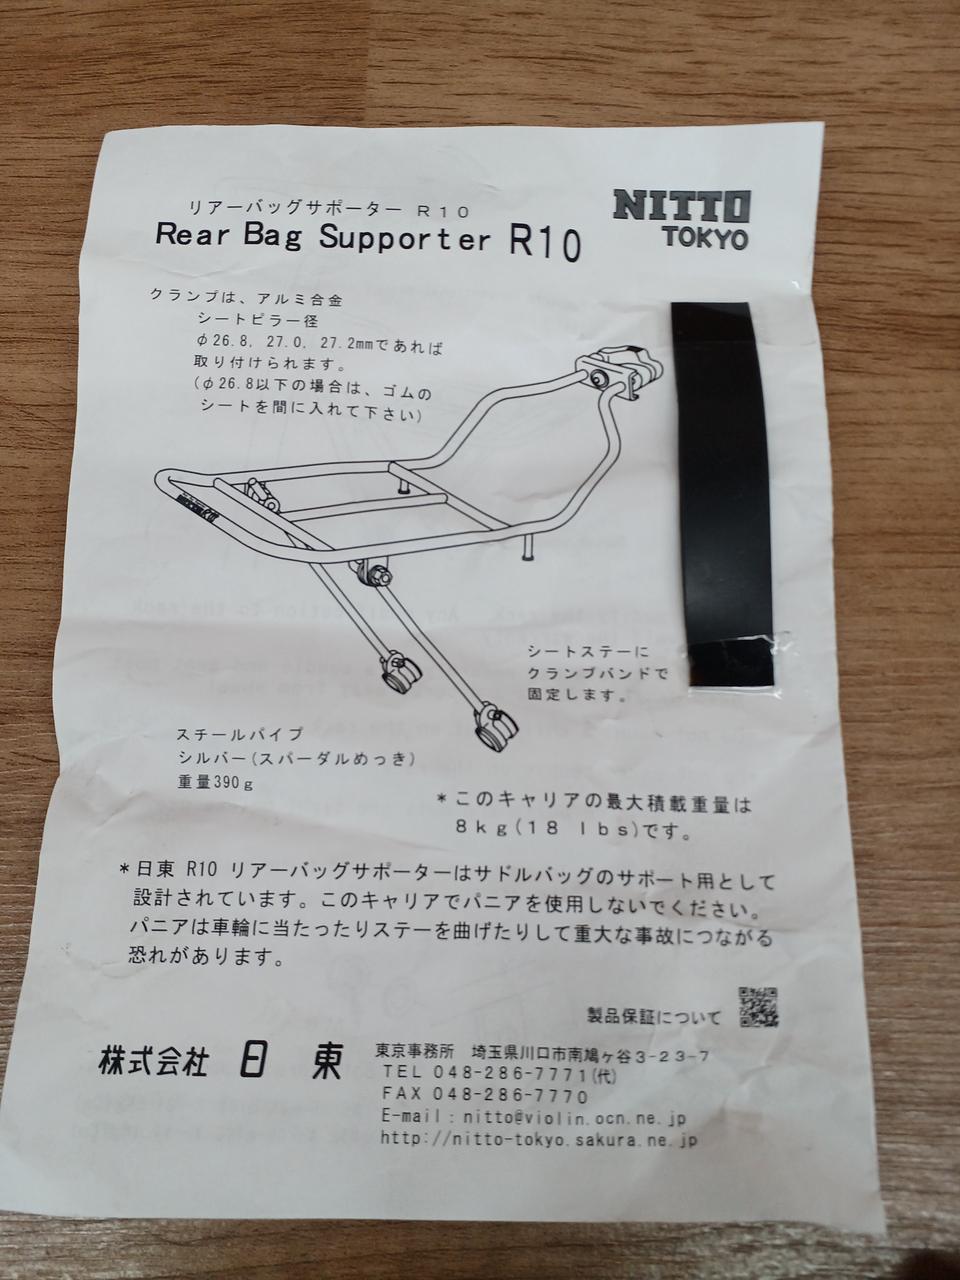 リアーバッグサポーター R10
Rear Bag Supporter R10
NITTO
TOKYO
クランプは、アルミ合金
シートピラー径
φ26.8, 27.0, 27.2mmであれば
取り付けられます。
(φ26.8以下の場合は、ゴムの
シートを間に入れて下さい)
シートステーに
クランプバンドで
固定します。
スチールパイプ
シルバー(スパーダルめっき)
重量390g
*このキャリアの最大積載重量は
8kg(18 lbs)です。
*日東 R10 リアーバッグサポーターはサドルバッグのサポート用として
設計されています。このキャリアでパニアを使用しないでください。
パニアは車輪に当たったりステーを曲げたりして重大な事故につながる
恐れがあります。
製品保証について
株式会社 日 東
東京事務所 埼玉県川口市南鳩ヶ谷3-23-7
TEL 048-286-7771(代)
FAX 048-286-7770
E-mail : nitto@violin.ocn.ne.jp
http://nitto-tokyo.sakura.ne.jp